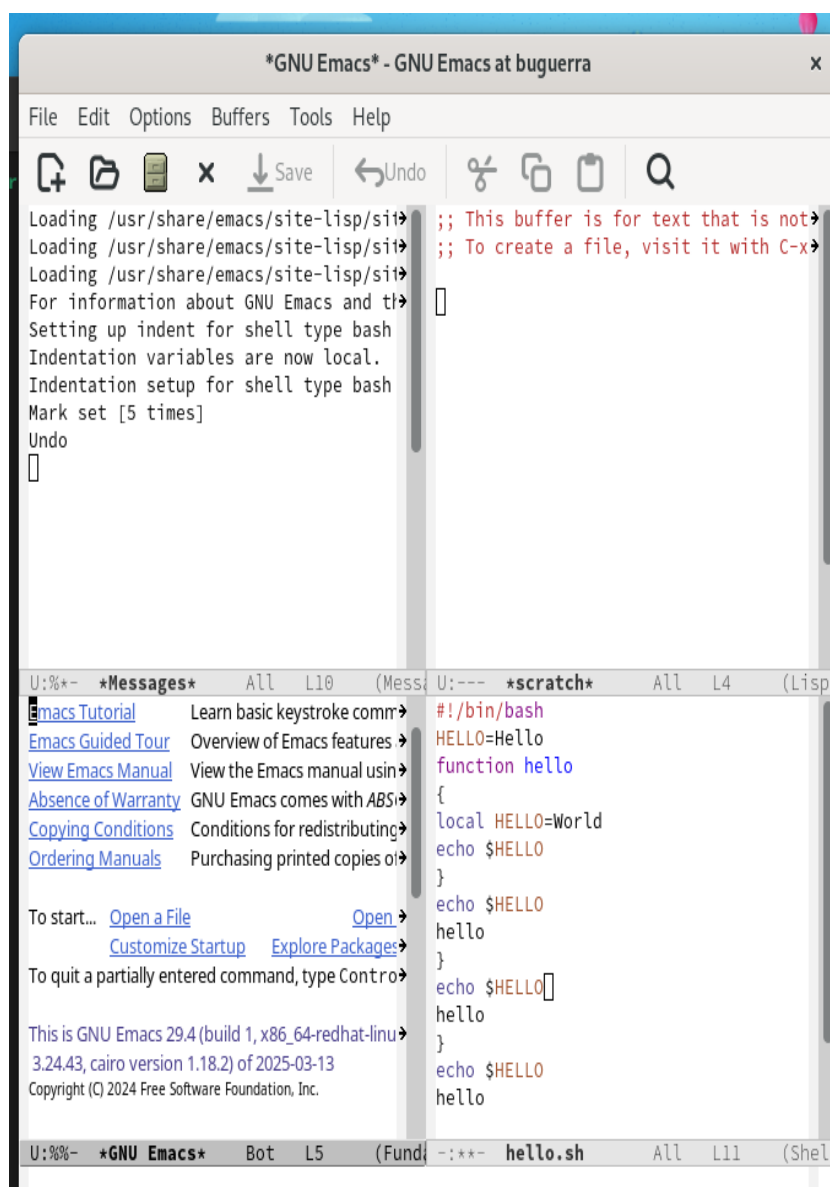 *GNU Emacs* - GNU Emacs at buguerra
File Edit Options Buffers Tools Help
Save Undo
Loading /usr/share/emacs/site-lisp/sit
Loading /usr/share/emacs/site-lisp/sit
Loading /usr/share/emacs/site-lisp/sit
For information about GNU Emacs and th
Setting up indent for shell type bash
Indentation variables are now local.
Indentation setup for shell type bash
Mark set [5 times]
Undo
U:%*- *Messages* All L10 (Messa
;; This buffer is for text that is not
;; To create a file, visit it with C-x
U:--- *scratch* All L4 (Lisp
Emacs Tutorial Learn basic keystroke comm
Emacs Guided Tour Overview of Emacs features
View Emacs Manual View the Emacs manual usin
Absence of Warranty GNU Emacs comes with ABS
Copying Conditions Conditions for redistributing
Ordering Manuals Purchasing printed copies of
To start... Open a File Open
Customize Startup Explore Packages
To quit a partially entered command, type Contro
This is GNU Emacs 29.4 (build 1, x86_64-redhat-linu
3.24.43, cairo version 1.18.2) of 2025-03-13
Copyright (C) 2024 Free Software Foundation, Inc.
U:%%- *GNU Emacs* Bot L5 (Funda
#!/bin/bash
HELLO=Hello
function hello
{
local HELLO=World
echo $HELLO
}
echo $HELLO
hello
}
echo $HELLO
hello
}
echo $HELLO
hello
-:**- hello.sh All L11 (Shel